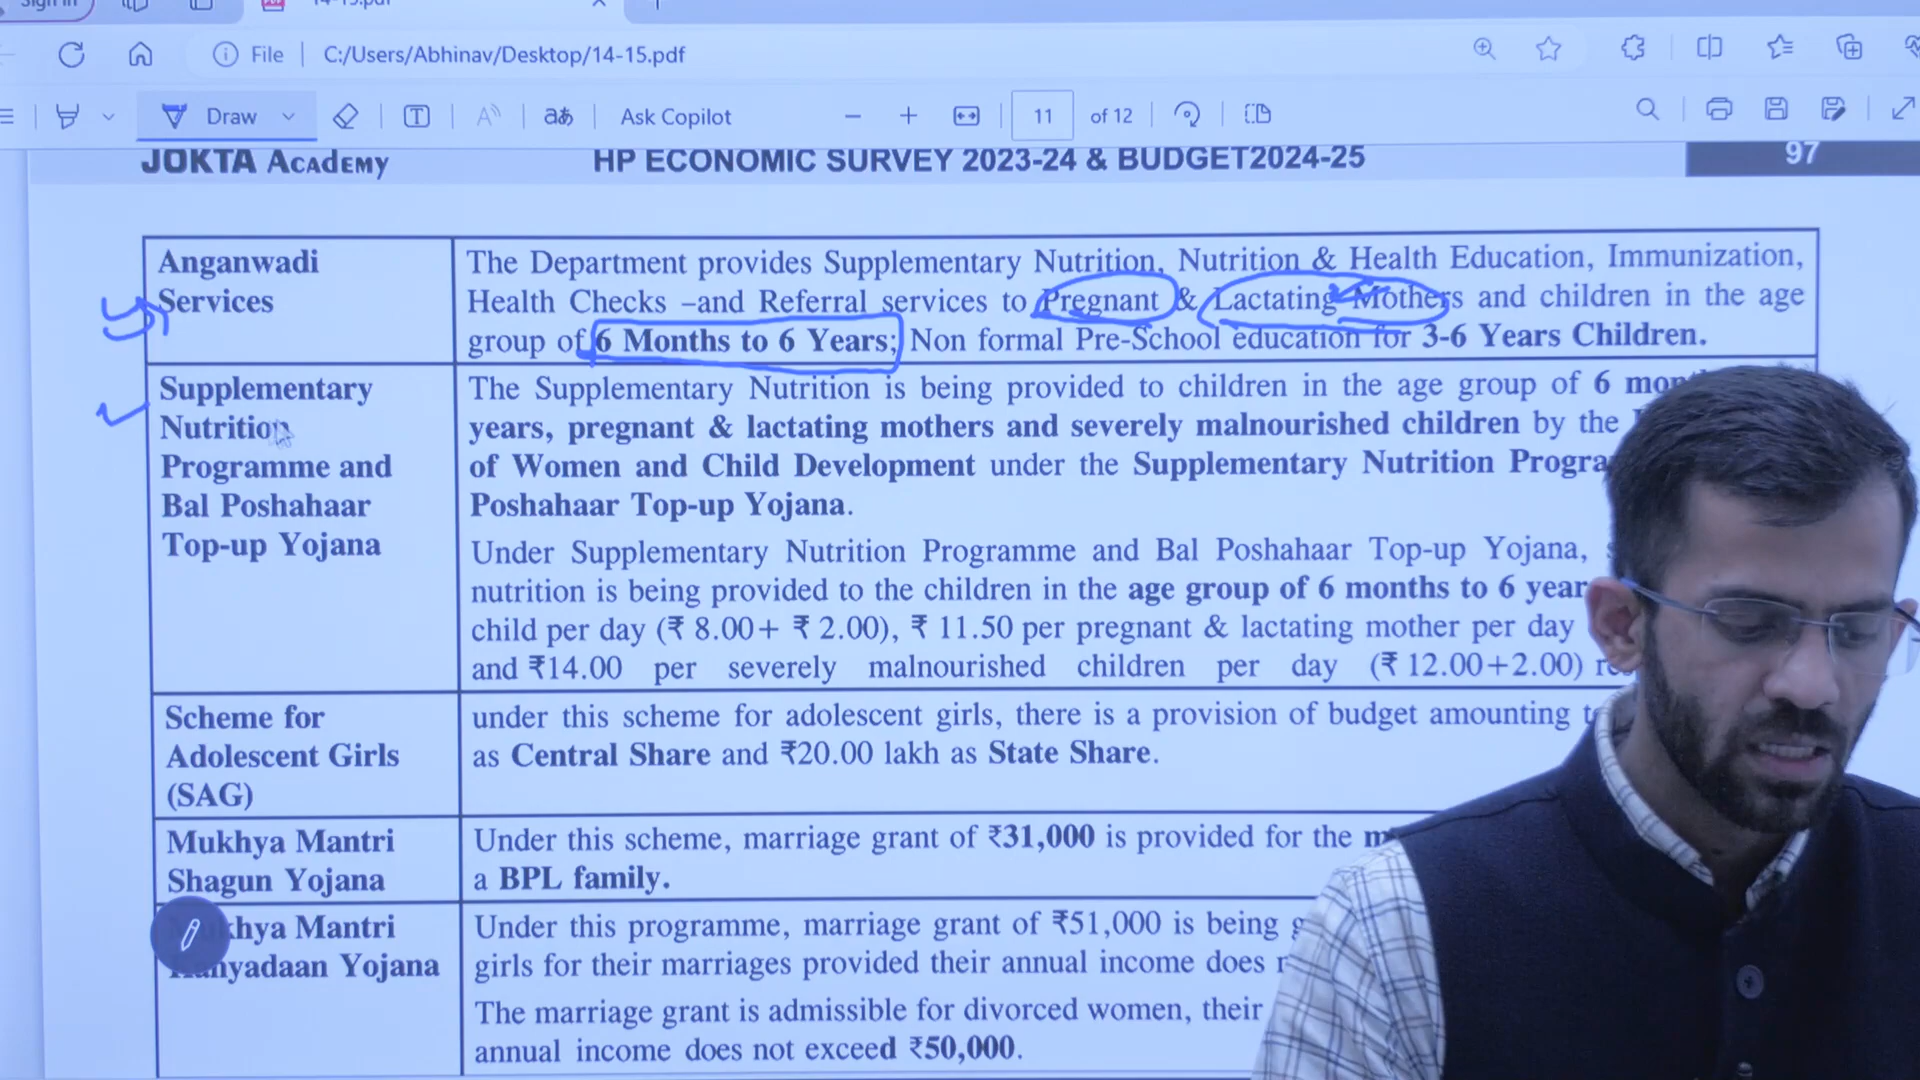 Sign in
14-15.pdf
File
C:/Users/Abhinav/Desktop/14-15.pdf
Draw
Ask Copilot
11 of 12
JOKTA ACADEMY
HP ECONOMIC SURVEY 2023-24 & BUDGET2024-25
97
Anganwadi
Services
The Department provides Supplementary Nutrition, Nutrition & Health Education, Immunization,
Health Checks –and Referral services to Pregnant & Lactating Mothers and children in the age
group of 6 Months to 6 Years; Non formal Pre-School education for 3-6 Years Children.
Supplementary
Nutrition
Programme and
Bal Poshahaar
Top-up Yojana
The Supplementary Nutrition is being provided to children in the age group of 6
years, pregnant & lactating mothers and severely malnourished children by the
of Women and Child Development under the Supplementary Nutrition
Poshahaar Top-up Yojana.
Under Supplementary Nutrition Programme and Bal Poshahaar Top-up Yojana,
nutrition is being provided to the children in the age group of 6 months to 6
child per day (₹ 8.00+ ₹ 2.00), ₹ 11.50 per pregnant & lactating mother per day
and ₹14.00 per severely malnourished children per day (₹ 12.00+2.00)
Scheme for
Adolescent Girls
(SAG)
under this scheme for adolescent girls, there is a provision of budget amounting
as Central Share and ₹20.00 lakh as State Share.
Mukhya Mantri
Shagun Yojana
Under this scheme, marriage grant of ₹31,000 is provided for the
a BPL family.
Mantri
Yojana
Under this programme, marriage grant of ₹51,000 is being
girls for their marriages provided their annual income does
The marriage grant is admissible for divorced women, their
annual income does not exceed ₹50,000.